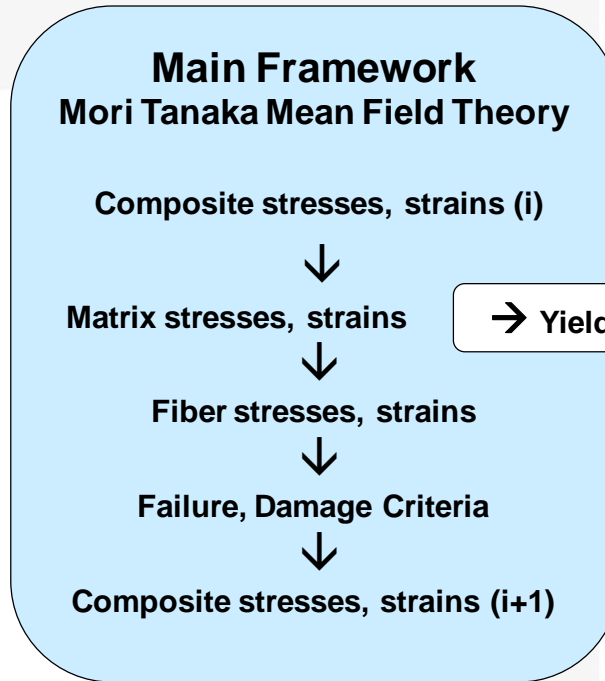 Main Framework
Mori Tanaka Mean Field Theory
Composite stresses, strains (i)
↓
Matrix stresses, strains
→ Yield
↓
Fiber stresses, strains
↓
Failure, Damage Criteria
↓
Composite stresses, strains (i+1)